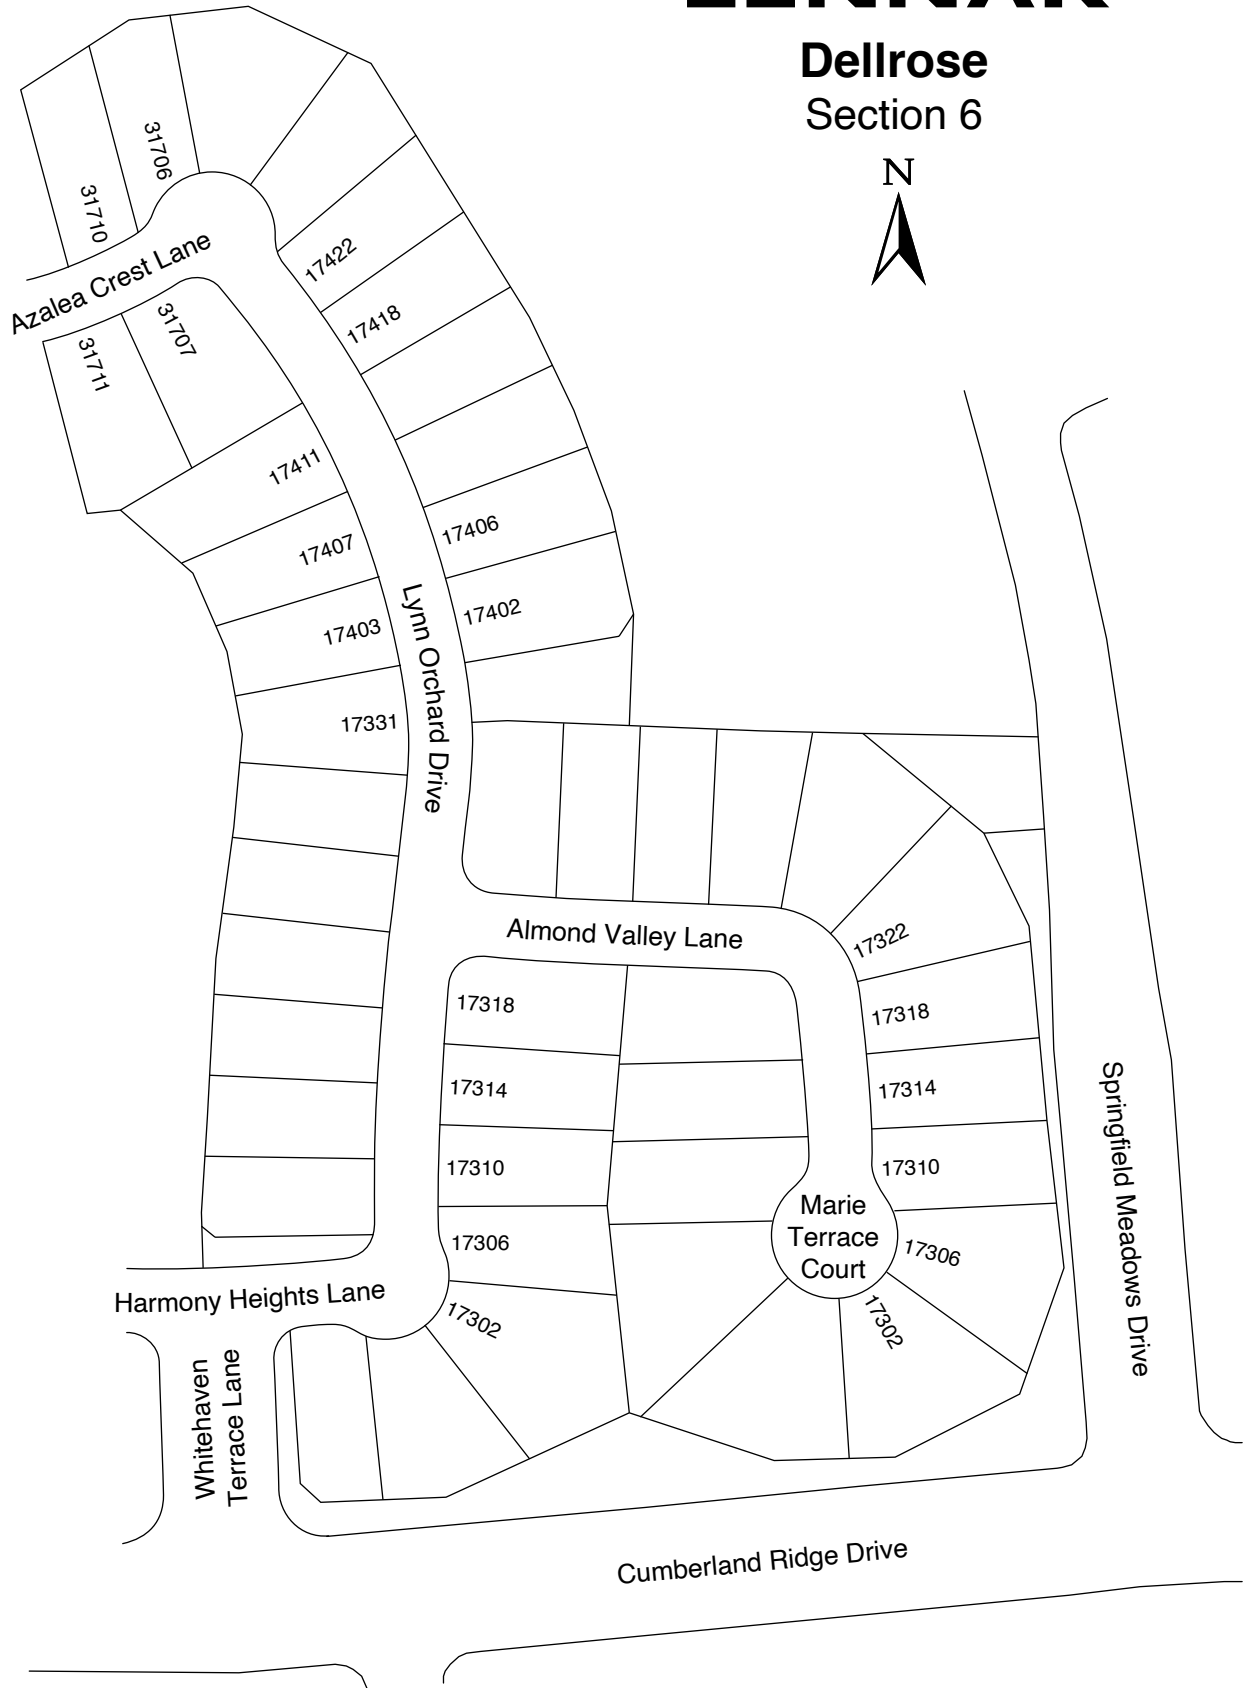 LENNAR
Dellrose
Section 6
N
31706
31710
Azalea Crest Lane
31707
31711
17422
17418
17411
17407
17403
17331
17406
17402
Lynn Orchard Drive
Almond Valley Lane
17322
17318
17314
17310
17306
17302
17318
17314
17310
17306
17302
Marie
Terrace
Court
Springfield Meadows Drive
Harmony Heights Lane
Whitehaven
Terrace Lane
Cumberland Ridge Drive